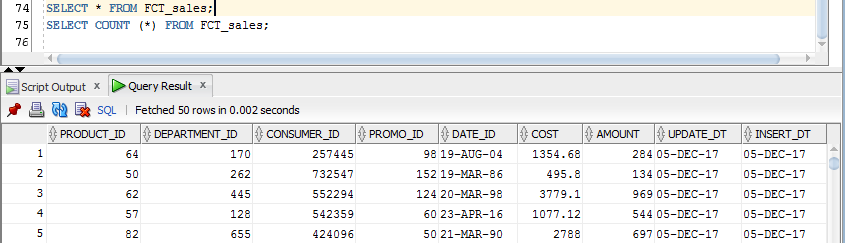 74 SELECT * FROM FCT_sales;
75 SELECT COUNT (*) FROM FCT_sales;
76
Script Output x Query Result x
SQL | Fetched 50 rows in 0.002 seconds
PRODUCT_ID DEPARTMENT_ID CONSUMER_ID PROMO_ID DATE_ID COST AMOUNT UPDATE_DT INSERT_DT
1 64 170 257445 98 19-AUG-04 1354.68 284 05-DEC-17 05-DEC-17
2 50 262 732547 152 19-MAR-86 495.8 134 05-DEC-17 05-DEC-17
3 62 445 552294 124 20-MAR-98 3779.1 969 05-DEC-17 05-DEC-17
4 57 128 542359 60 23-APR-16 1077.12 544 05-DEC-17 05-DEC-17
5 82 655 424096 50 21-MAR-90 2788 697 05-DEC-17 05-DEC-17